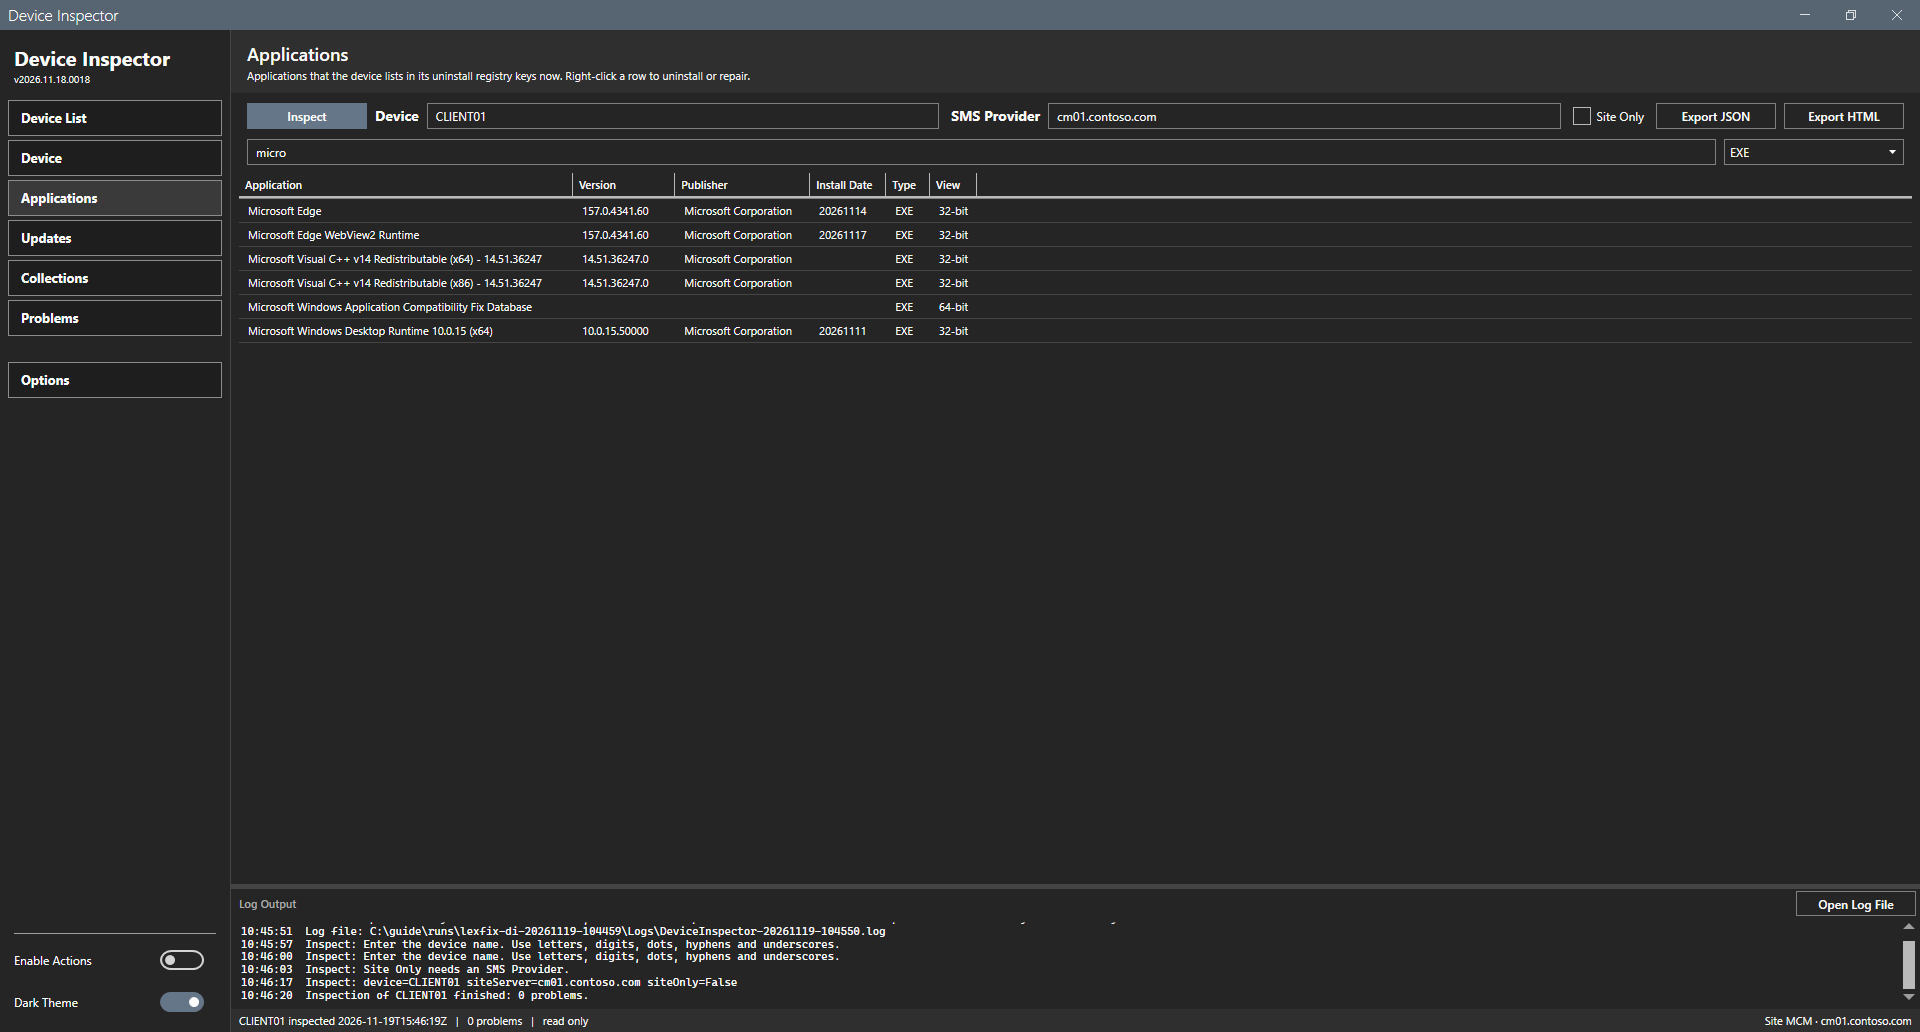 Device Inspector
Device Inspector
v2026.11.18.0018
Device List
Device
Applications
Updates
Collections
Problems
Options
Enable Actions
Dark Theme
Applications
Applications that the device lists in its uninstall registry keys now. Right-click a row to uninstall or repair.
Inspect Device CLIENT01 SMS Provider cm01.contoso.com Site Only Export JSON Export HTML
micro EXE
Application Version Publisher Install Date Type View
Microsoft Edge 157.0.4341.60 Microsoft Corporation 20261114 EXE 32-bit
Microsoft Edge WebView2 Runtime 157.0.4341.60 Microsoft Corporation 20261117 EXE 32-bit
Microsoft Visual C++ v14 Redistributable (x64) - 14.51.36247 14.51.36247.0 Microsoft Corporation EXE 32-bit
Microsoft Visual C++ v14 Redistributable (x86) - 14.51.36247 14.51.36247.0 Microsoft Corporation EXE 32-bit
Microsoft Windows Application Compatibility Fix Database EXE 64-bit
Microsoft Windows Desktop Runtime 10.0.15 (x64) 10.0.15.50000 Microsoft Corporation 20261111 EXE 32-bit
Log Output Open Log File
10:45:51 Log file: C:\guide\runs\lexfix-di-20261119-104459\Logs\DeviceInspector-20261119-104550.log
10:45:57 Inspect: Enter the device name. Use letters, digits, dots, hyphens and underscores.
10:46:00 Inspect: Enter the device name. Use letters, digits, dots, hyphens and underscores.
10:46:03 Inspect: Site Only needs an SMS Provider.
10:46:17 Inspect: device=CLIENT01 siteServer=cm01.contoso.com siteOnly=False
10:46:20 Inspection of CLIENT01 finished: 0 problems.
CLIENT01 inspected 2026-11-19T15:46:19Z | 0 problems | read only Site MCM · cm01.contoso.com